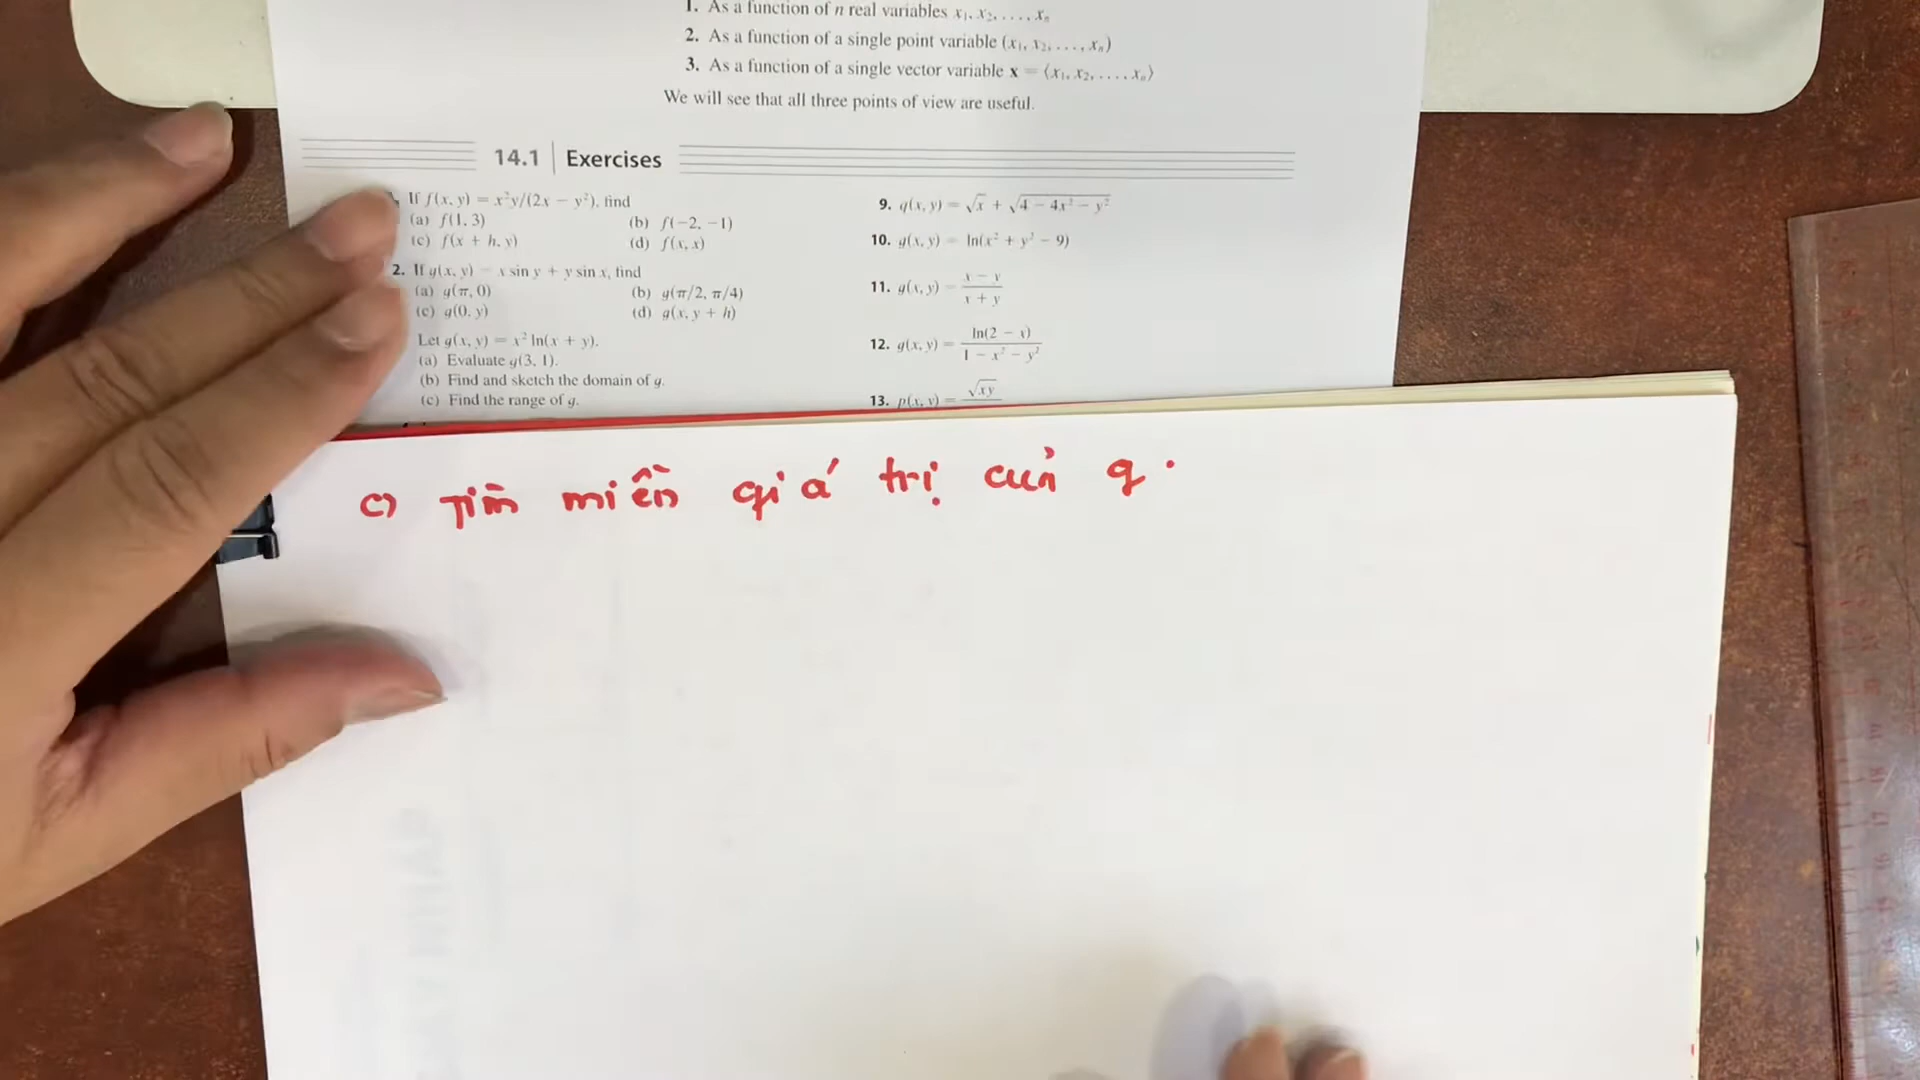 1. As a function of n real variables x₁, x₂, . . . , xₙ
2. As a function of a single point variable (x₁, x₂, . . . , xₙ)
3. As a function of a single vector variable x = ⟨x₁, x₂, . . . , xₙ⟩
We will see that all three points of view are useful.
14.1 Exercises
If f(x, y) = x²y/(2x − y²), find
(a) f(1, 3) (b) f(−2, −1)
(c) f(x + h, y) (d) f(x, x)
2. If g(x, y) = x sin y + y sin x, find
(a) g(π, 0) (b) g(π/2, π/4)
(c) g(0, y) (d) g(x, y + h)
Let g(x, y) = x² ln(x + y).
(a) Evaluate g(3, 1).
(b) Find and sketch the domain of g.
(c) Find the range of g.
9. g(x, y) = √x + √(4 − 4x² − y²)
10. g(x, y) = ln(x² + y² − 9)
11. g(x, y) = (x − y)/(x + y)
12. g(x, y) = ln(2 − x)/(1 − x² − y²)
13. p(x, y) = √xy
c) Tìm miền giá trị của g.